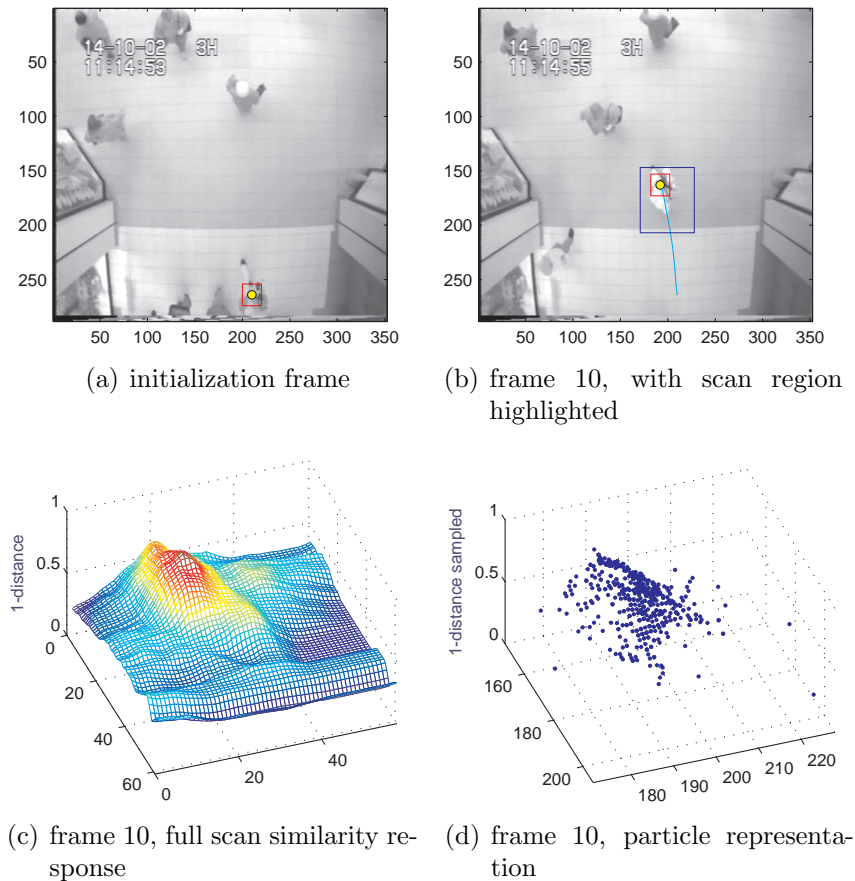 50
100
150
200
250
50 100 150 200 250 300 350
14-10-02 3H
11:14:53
(a) initialization frame
50
100
150
200
250
50 100 150 200 250 300 350
14-10-02 3H
11:14:55
(b) frame 10, with scan region
highlighted
1-distance
1
0.5
0
0
20
40
60
0
20
40
(c) frame 10, full scan similarity re-
sponse
1-distance sampled
1
0.5
0
160
180
200
180 190 200 210 220
(d) frame 10, particle representa-
tion